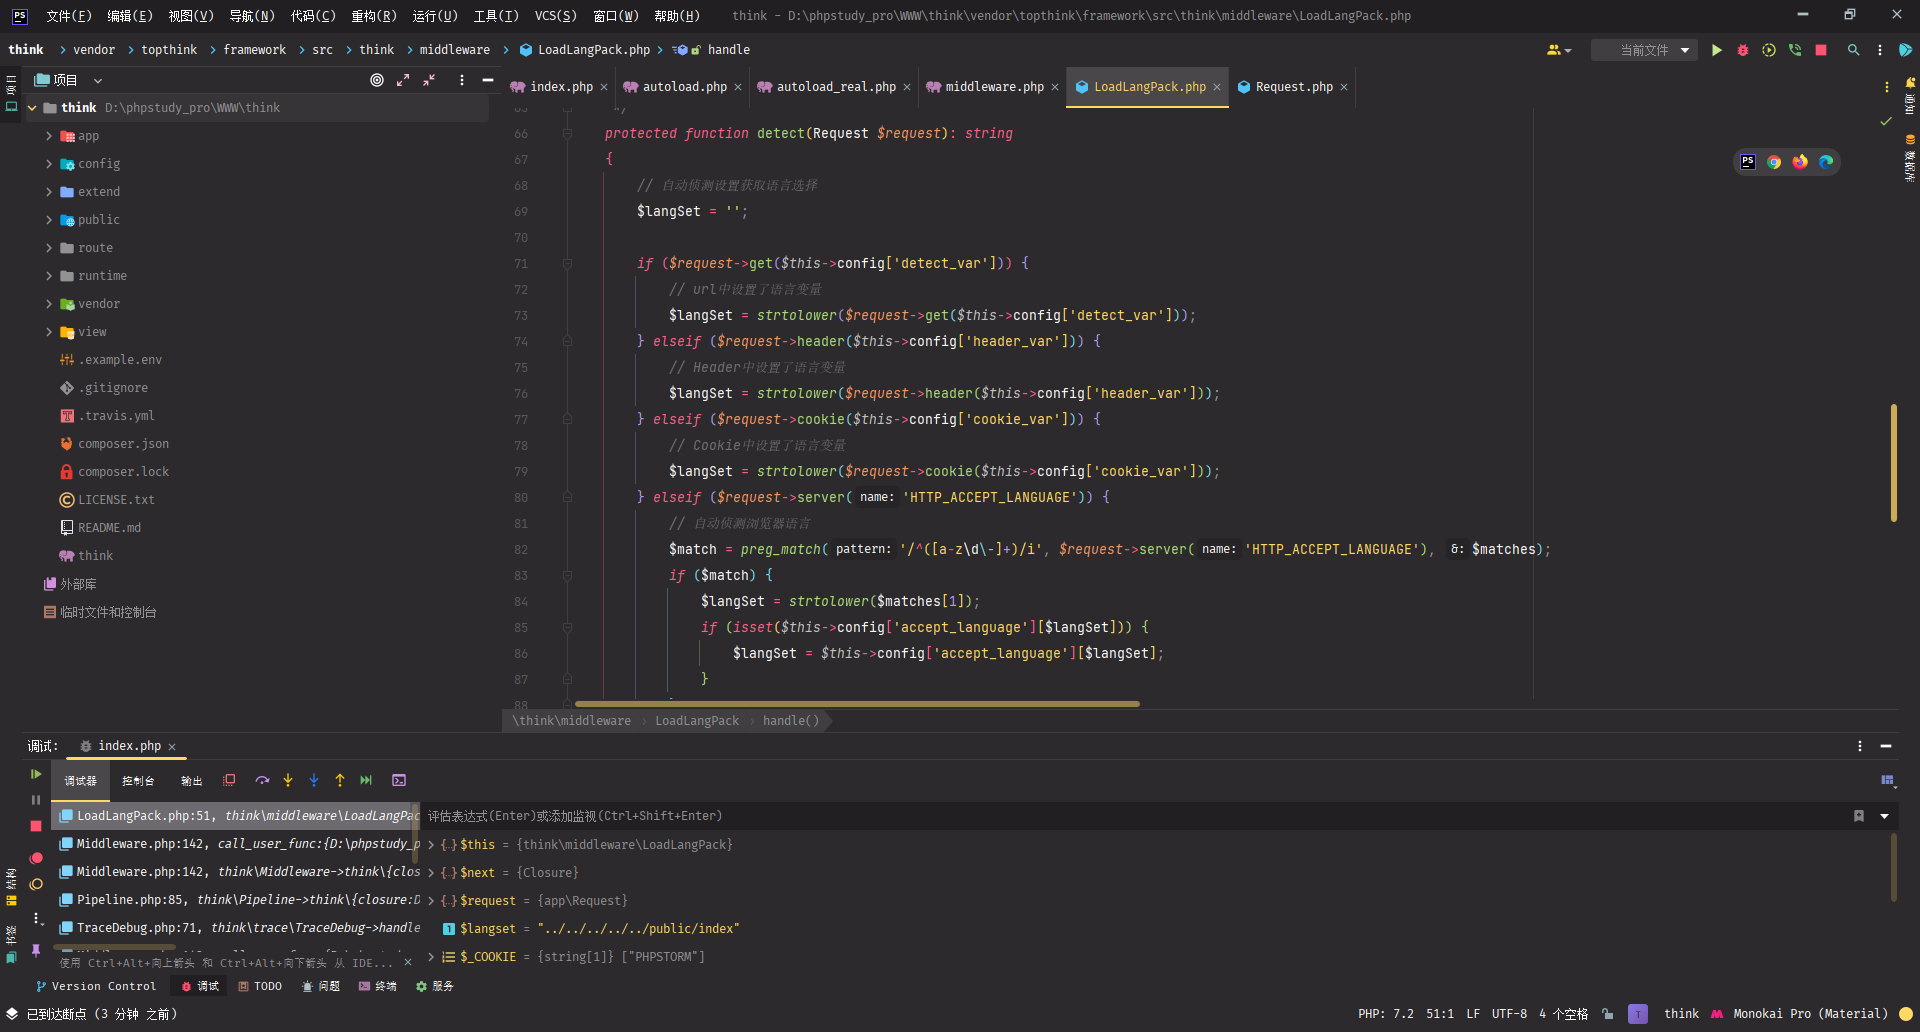 PS 文件(F) 编辑(E) 视图(V) 导航(N) 代码(C) 重构(R) 运行(U) 工具(T) VCS(S) 窗口(W) 帮助(H) think - D:\phpstudy_pro\WWW\think\vendor\topthink\framework\src\think\middleware\LoadLangPack.php
think > vendor > topthink > framework > src > think > middleware > LoadLangPack.php > handle 当前文件
项目
项目
index.php autoload.php autoload_real.php middleware.php LoadLangPack.php Request.php
通知
数据库
think D:\phpstudy_pro\WWW\think
app
config
extend
public
route
runtime
vendor
view
.example.env
.gitignore
.travis.yml
composer.json
composer.lock
LICENSE.txt
README.md
think
外部库
临时文件和控制台
65 */
66 protected function detect(Request $request): string
67 {
68 // 自动侦测设置获取语言选择
69 $langSet = '';
70
71 if ($request->get($this->config['detect_var'])) {
72 // url中设置了语言变量
73 $langSet = strtolower($request->get($this->config['detect_var']));
74 } elseif ($request->header($this->config['header_var'])) {
75 // Header中设置了语言变量
76 $langSet = strtolower($request->header($this->config['header_var']));
77 } elseif ($request->cookie($this->config['cookie_var'])) {
78 // Cookie中设置了语言变量
79 $langSet = strtolower($request->cookie($this->config['cookie_var']));
80 } elseif ($request->server( name: 'HTTP_ACCEPT_LANGUAGE')) {
81 // 自动侦测浏览器语言
82 $match = preg_match( pattern: '/^([a-z\d\-]+)/i', $request->server( name: 'HTTP_ACCEPT_LANGUAGE'), &: $matches);
83 if ($match) {
84 $langSet = strtolower($matches[1]);
85 if (isset($this->config['accept_language'][$langSet])) {
86 $langSet = $this->config['accept_language'][$langSet];
87 }
88
PS
\think\middleware > LoadLangPack > handle()
调试: index.php
调试器 控制台 输出
LoadLangPack.php:51, think\middleware\LoadLangPac
Middleware.php:142, call_user_func:{D:\phpstudy_p
Middleware.php:142, think\Middleware->think\{clos
Pipeline.php:85, think\Pipeline->think\{closure:D
TraceDebug.php:71, think\trace\TraceDebug->handle
使用 Ctrl+Alt+向上箭头 和 Ctrl+Alt+向下箭头 从 IDE...
评估表达式(Enter)或添加监视(Ctrl+Shift+Enter)
{..} $this = {think\middleware\LoadLangPack}
{..} $next = {Closure}
{..} $request = {app\Request}
1 $langset = "../../../../../public/index"
$_COOKIE = {string[1]} ["PHPSTORM"]
结构
书签
Version Control 调试 TODO 问题 终端 服务
已到达断点 (3 分钟 之前) PHP: 7.2 51:1 LF UTF-8 4 个空格 T think Monokai Pro (Material)